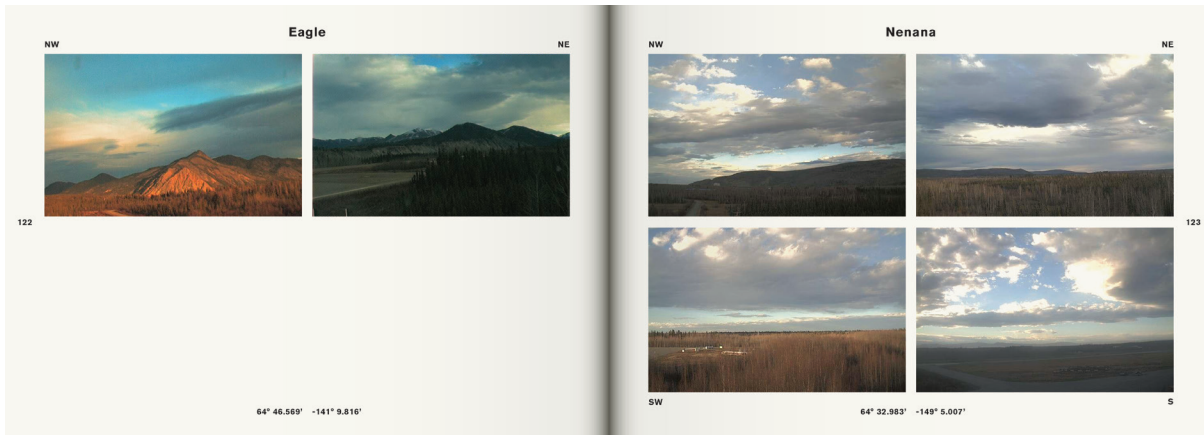 Eagle
NW NE
122
64° 46.569' -141° 9.816'
Nenana
NW NE
123
SW S
64° 32.983' -149° 5.007'